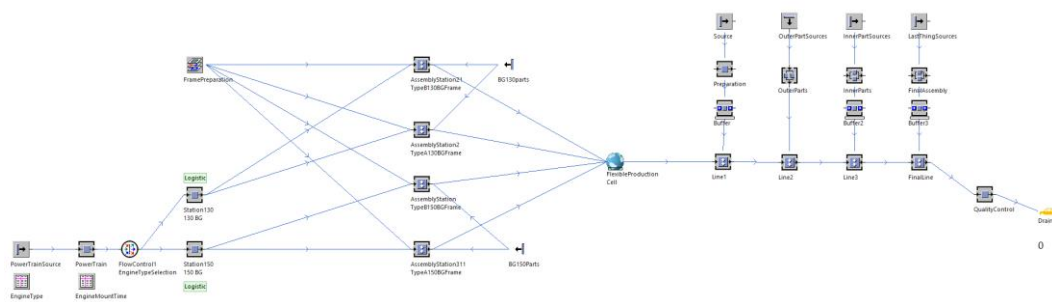 Source
OuterPartSources
InnerPartSources
LastThingSources
FramePreparation
AssemblyStation21
TypeB130BGFrame
BG130parts
Preparation
OuterParts
InnerParts
FinalAssembly
Buffer
Buffer2
Buffer3
AssemblyStation2
TypeA130BGFrame
FlexibleProduction
Cell
Line1
Line2
Line3
FinalLine
Logistic
Station130
130 BG
AssemblyStation
TypeB150BGFrame
QualityControl
Drain
0
PowerTrainSource
PowerTrain
FlowControl1
EngineTypeSelection
Station150
150 BG
AssemblyStation311
TypeA150BGFrame
BG150Parts
Logistic
EngineType
EngineMountTime